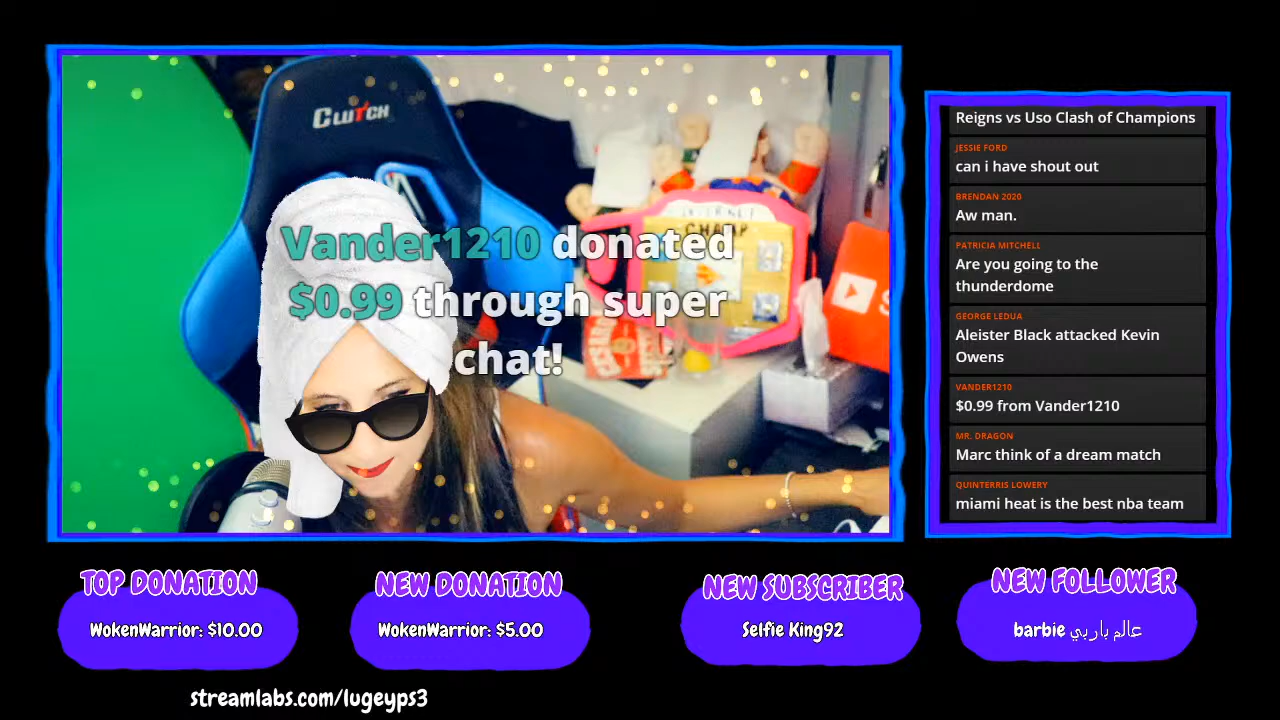 CLUTCH
INTERNET
CHAMP
CESARO
Vander1210 donated
$0.99 through super
chat!
Reigns vs Uso Clash of Champions
JESSIE FORD
can i have shout out
BRENDAN 2020
Aw man.
PATRICIA MITCHELL
Are you going to the
thunderdome
GEORGE LEDUA
Aleister Black attacked Kevin
Owens
VANDER1210
$0.99 from Vander1210
MR. DRAGON
Marc think of a dream match
QUINTERRIS LOWERY
miami heat is the best nba team
TOP DONATION
WokenWarrior: $10.00
NEW DONATION
WokenWarrior: $5.00
NEW SUBSCRIBER
Selfie King92
NEW FOLLOWER
barbie عالم باربي
streamlabs.com/lugeyps3